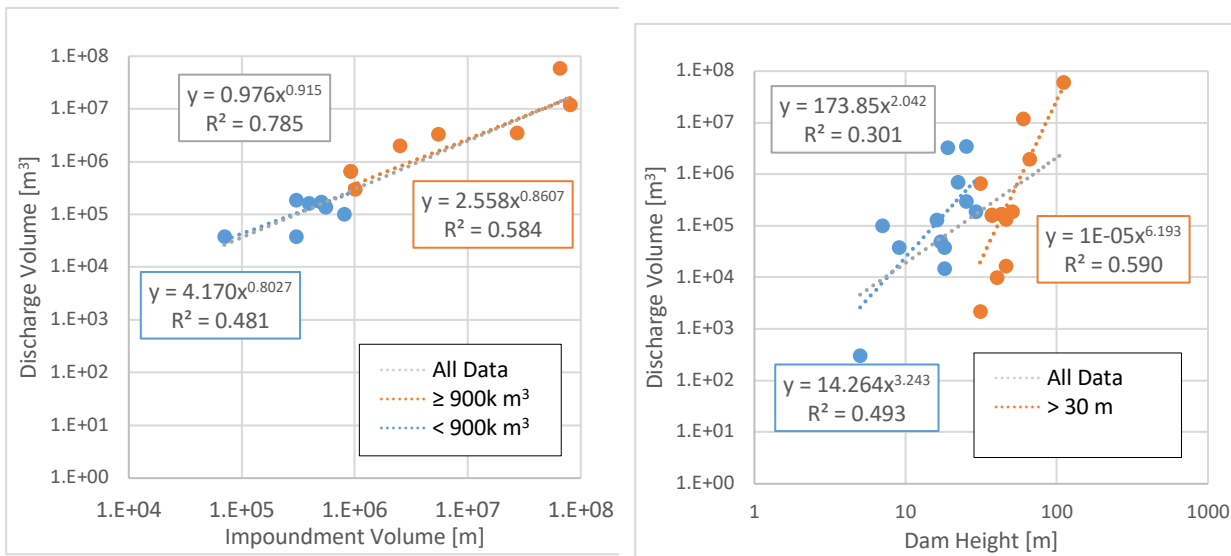 1.E+08
1.E+07
1.E+06
1.E+05
1.E+04
1.E+03
1.E+02
1.E+01
1.E+00
Discharge Volume [m³]
y = 0.976x^0.915
R² = 0.785
y = 2.558x^0.8607
R² = 0.584
y = 4.170x^0.8027
R² = 0.481
All Data
≥ 900k m³
< 900k m³
1.E+04 1.E+05 1.E+06 1.E+07 1.E+08
Impoundment Volume [m]
1.E+08
1.E+07
1.E+06
1.E+05
1.E+04
1.E+03
1.E+02
1.E+01
1.E+00
Discharge Volume [m³]
y = 173.85x^2.042
R² = 0.301
y = 1E-05x^6.193
R² = 0.590
y = 14.264x^3.243
R² = 0.493
All Data
> 30 m
1 10 100 1000
Dam Height [m]